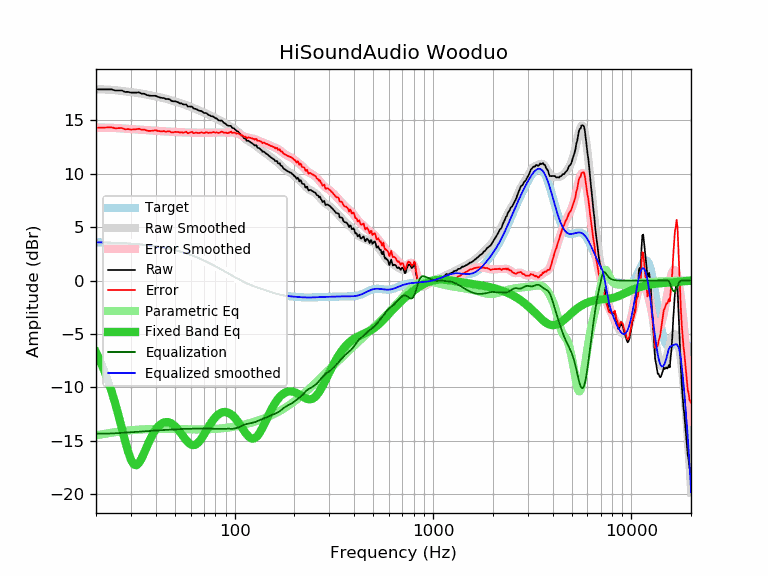 HiSoundAudio Wooduo
Amplitude (dBr)
15
10
5
0
−5
−10
−15
−20
Target
Raw Smoothed
Error Smoothed
Raw
Error
Parametric Eq
Fixed Band Eq
Equalization
Equalized smoothed
100
1000
10000
Frequency (Hz)